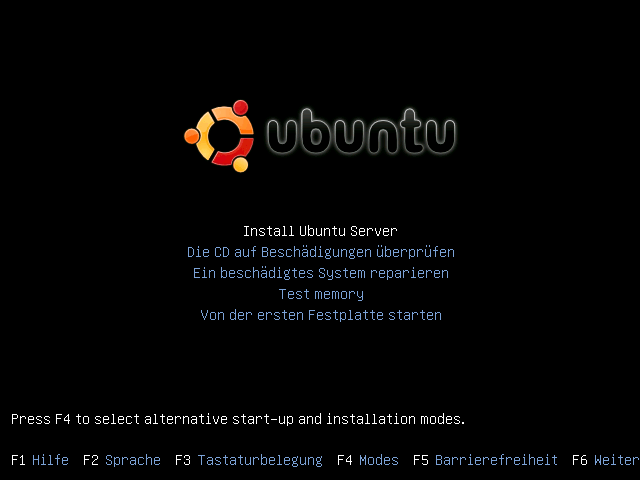 ubuntu
Install Ubuntu Server
Die CD auf Beschädigungen überprüfen
Ein beschädigtes System reparieren
Test memory
Von der ersten Festplatte starten
Press F4 to select alternative start-up and installation modes.
F1 Hilfe F2 Sprache F3 Tastaturbelegung F4 Modes F5 Barrierefreiheit F6 Weiter